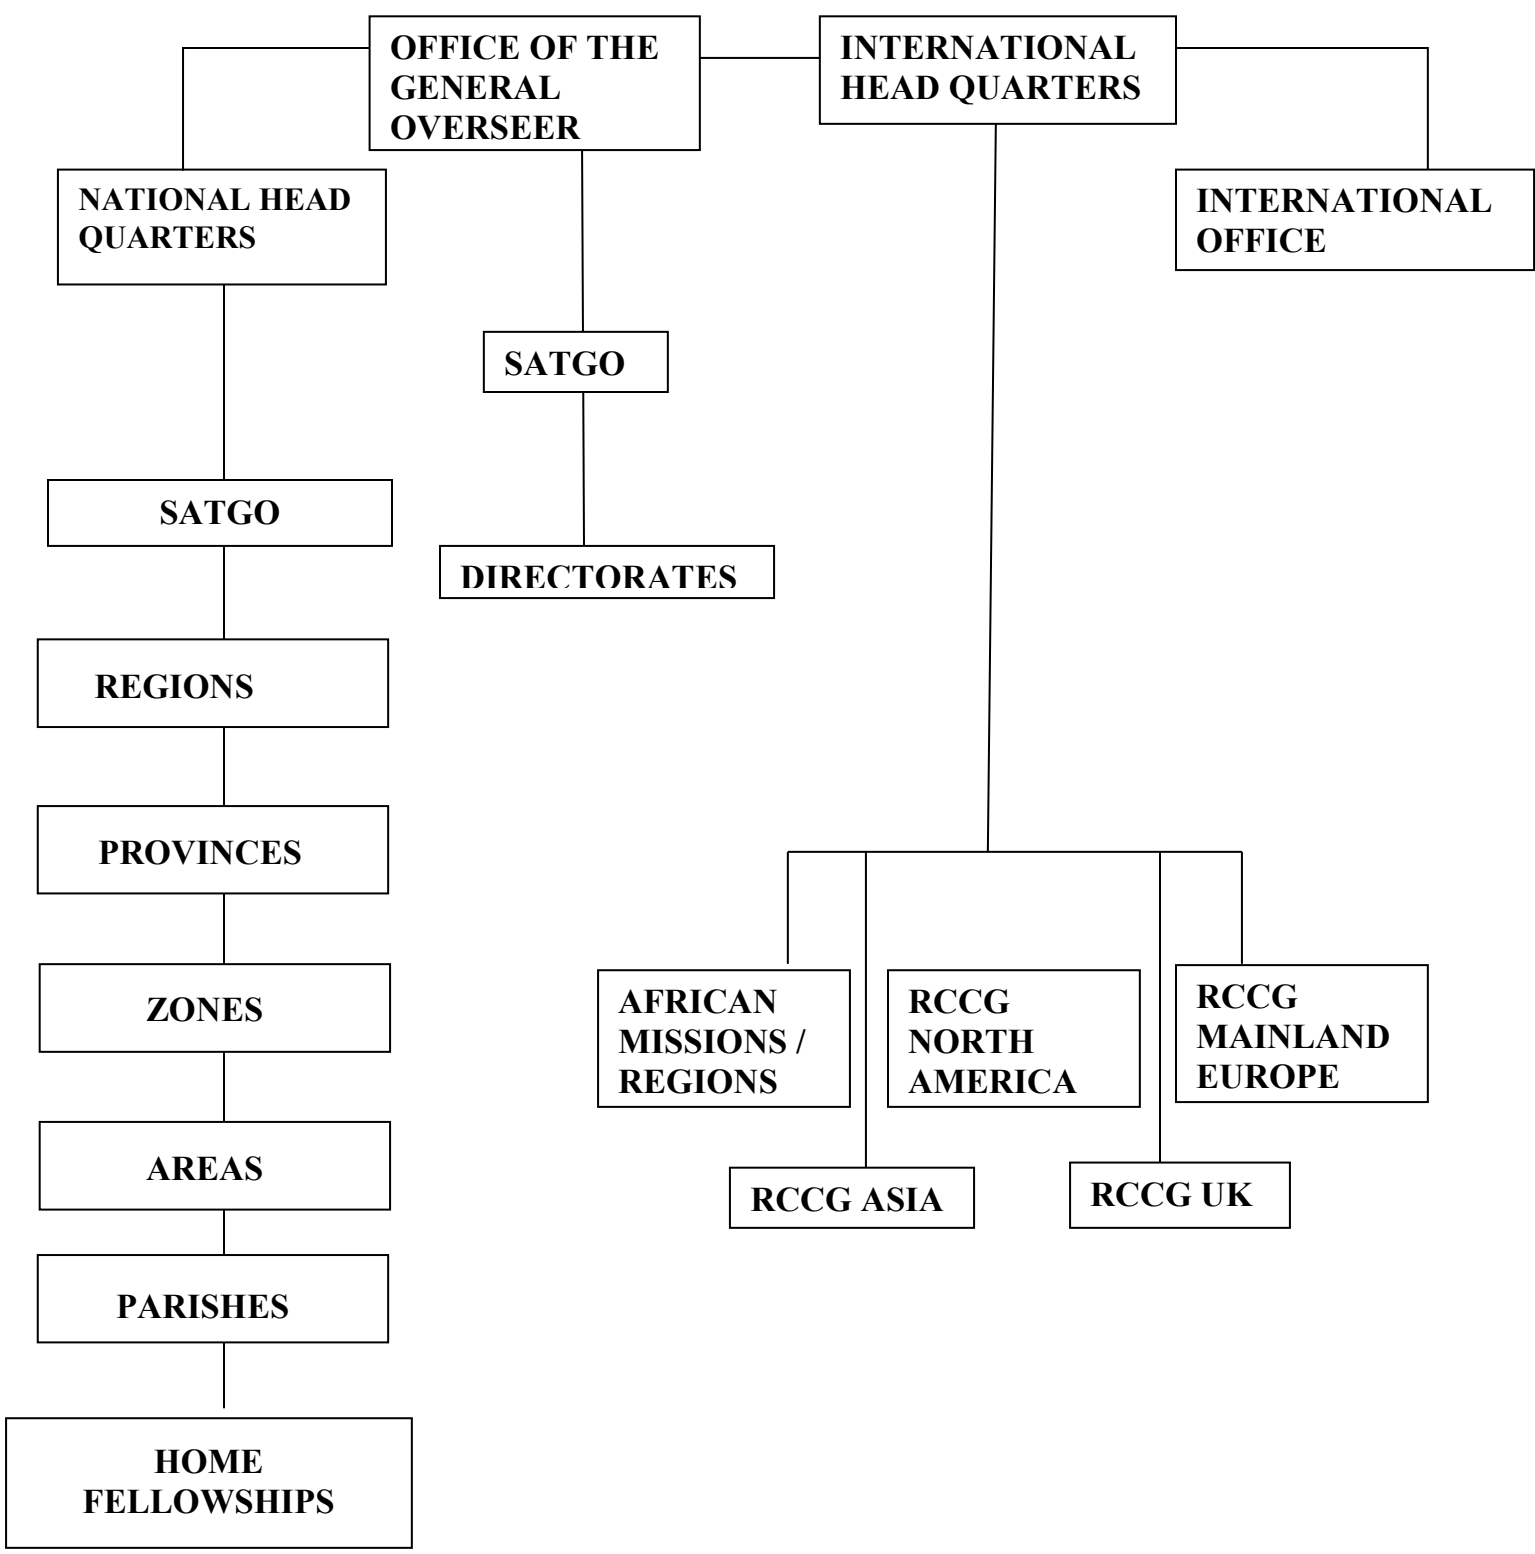 OFFICE OF THE
GENERAL
OVERSEER
INTERNATIONAL
HEAD QUARTERS
NATIONAL HEAD
QUARTERS
INTERNATIONAL
OFFICE
SATGO
SATGO
DIRECTORATES
REGIONS
PROVINCES
ZONES
AFRICAN
MISSIONS /
REGIONS
RCCG
NORTH
AMERICA
RCCG
MAINLAND
EUROPE
AREAS
RCCG ASIA
RCCG UK
PARISHES
HOME
FELLOWSHIPS